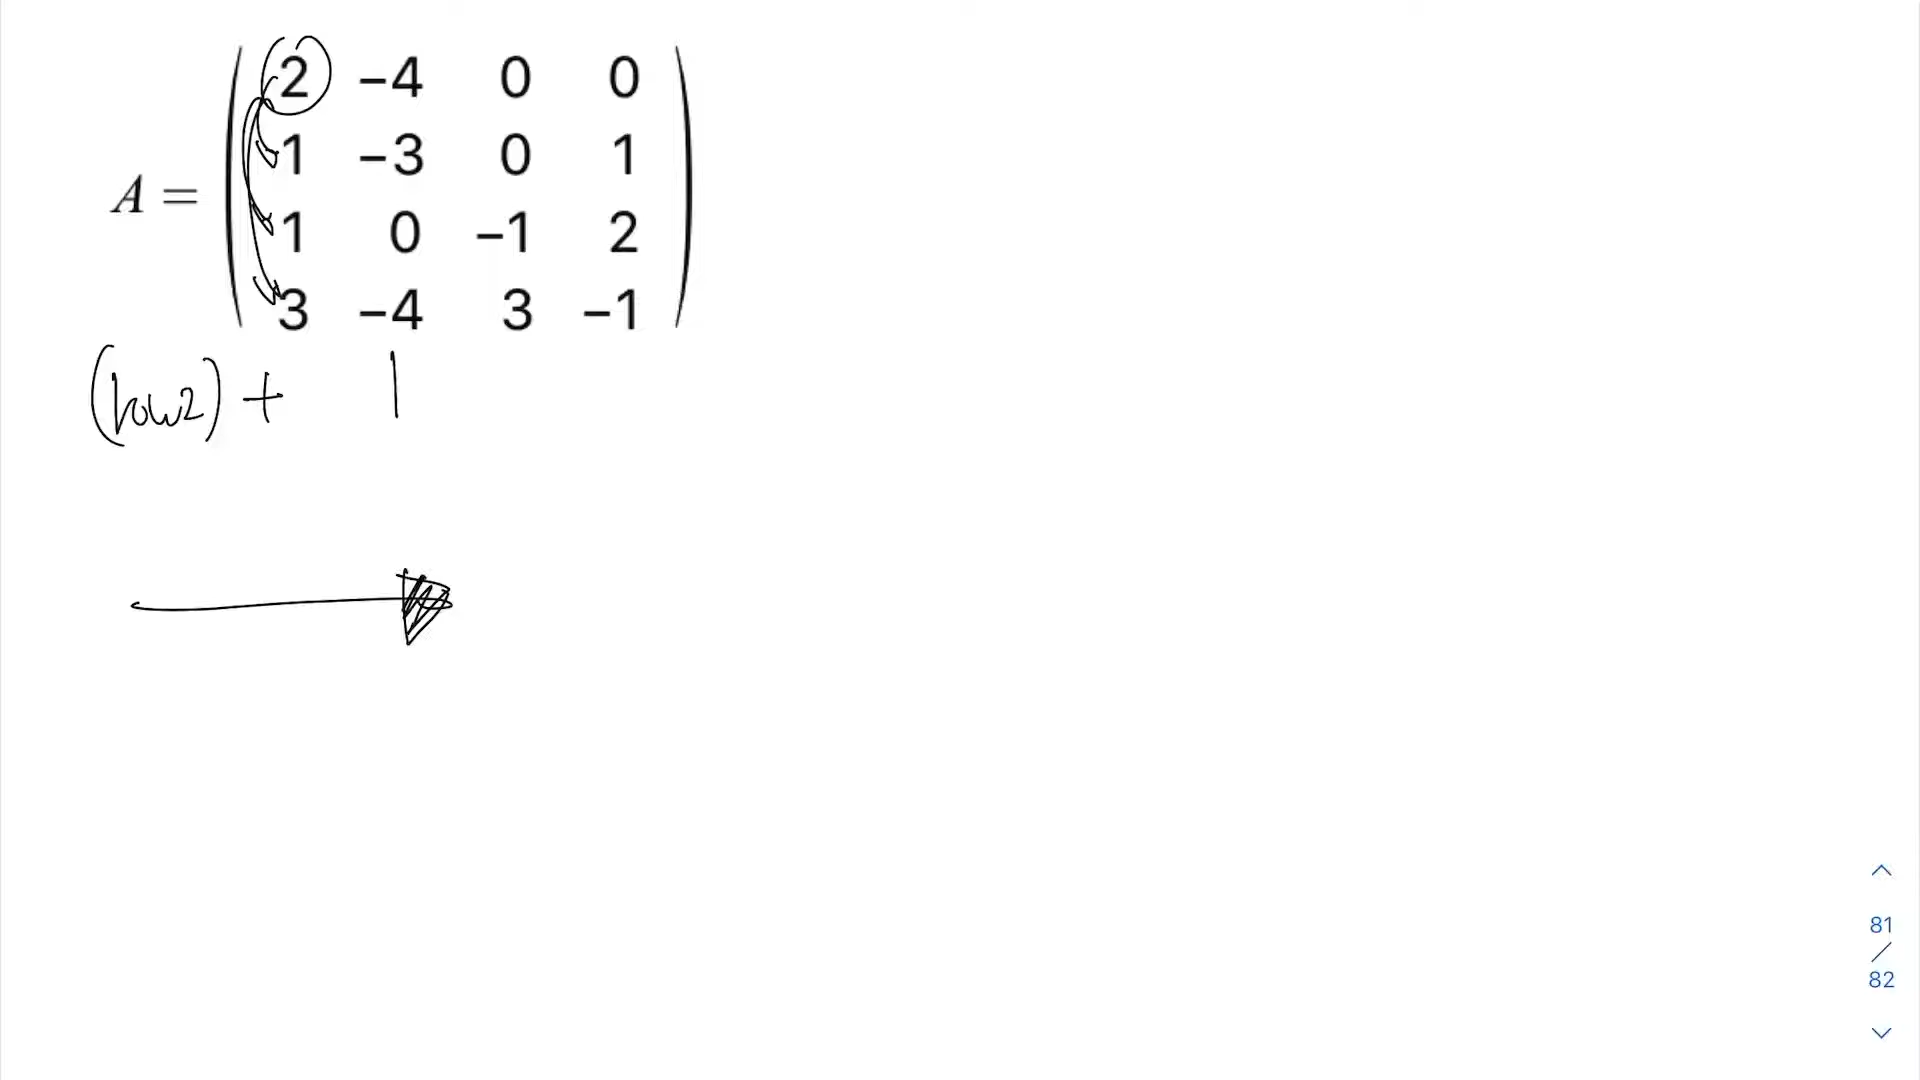 2 −4 0 0
1 −3 0 1
A =
1 0 −1 2
3 −4 3 −1
(row2) + 1
81
/
82